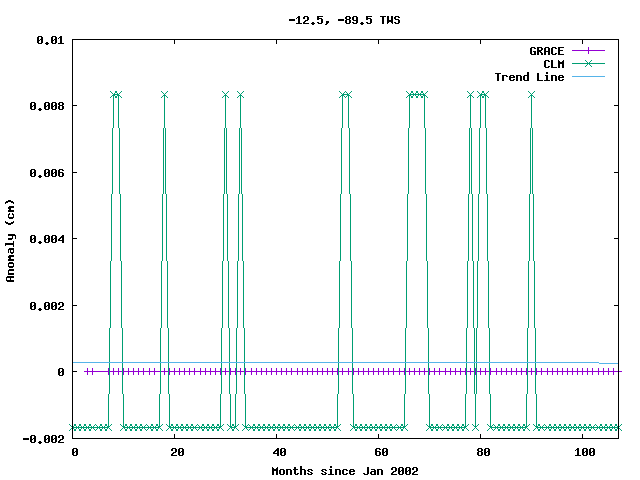 -12.5, -89.5 TWS
0.01
0.008
0.006
0.004
0.002
0
-0.002
Anomaly (cm)
GRACE
CLM
Trend Line
0 20 40 60 80 100
Months since Jan 2002